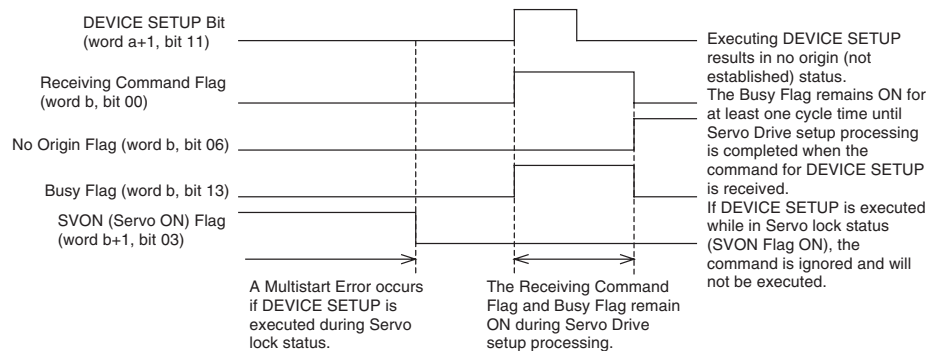 DEVICE SETUP Bit
(word a+1, bit 11)
Receiving Command Flag
(word b, bit 00)
No Origin Flag (word b, bit 06)
Busy Flag (word b, bit 13)
SVON (Servo ON) Flag
(word b+1, bit 03)
A Multistart Error occurs
if DEVICE SETUP is
executed during Servo
lock status.
The Receiving Command
Flag and Busy Flag remain
ON during Servo Drive
setup processing.
Executing DEVICE SETUP
results in no origin (not
established) status.
The Busy Flag remains ON for
at least one cycle time until
Servo Drive setup processing
is completed when the
command for DEVICE SETUP
is received.
If DEVICE SETUP is executed
while in Servo lock status
(SVON Flag ON), the
command is ignored and will
not be executed.